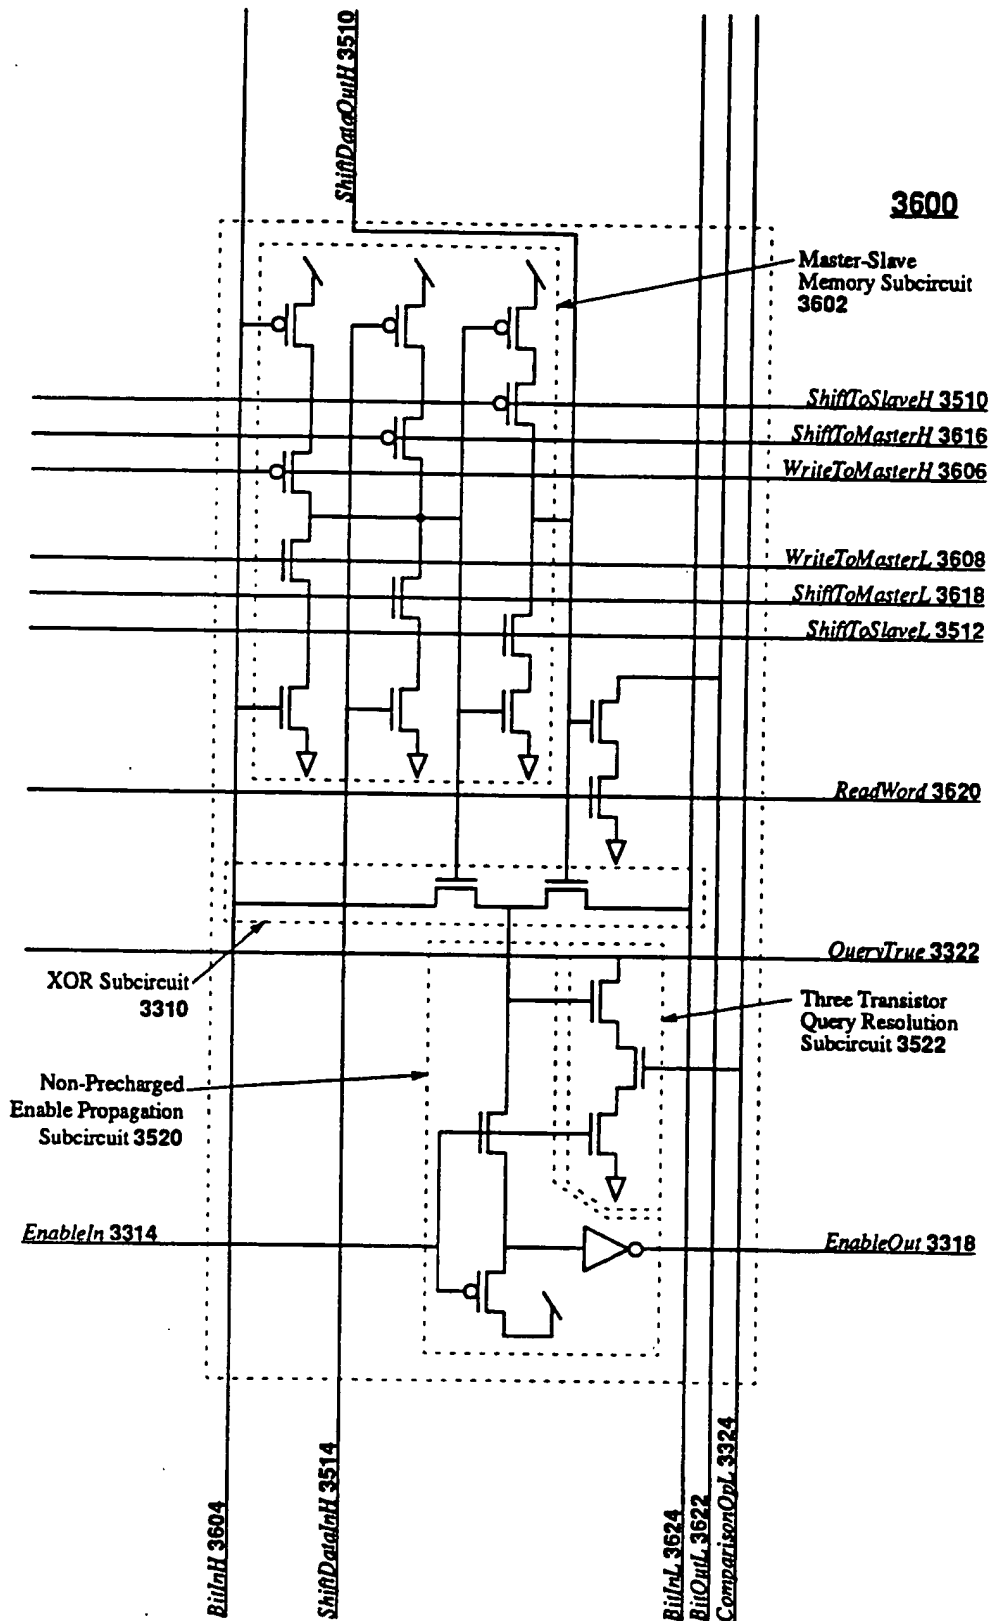 ShiftDataOutH 3510
3600
Master-Slave
Memory Subcircuit
3602
ShiftToSlaveH 3510
ShiftToMasterH 3616
WriteToMasterH 3606
WriteToMasterL 3608
ShiftToMasterL 3618
ShiftToSlaveL 3512
ReadWord 3620
QueryTrue 3322
XOR Subcircuit
3310
Three Transistor
Query Resolution
Subcircuit 3522
Non-Precharged
Enable Propagation
Subcircuit 3520
EnableIn 3314
EnableOut 3318
BitInH 3604
ShiftDataInH 3514
BitInL 3624
BitOutL 3622
ComparisonOpL 3324